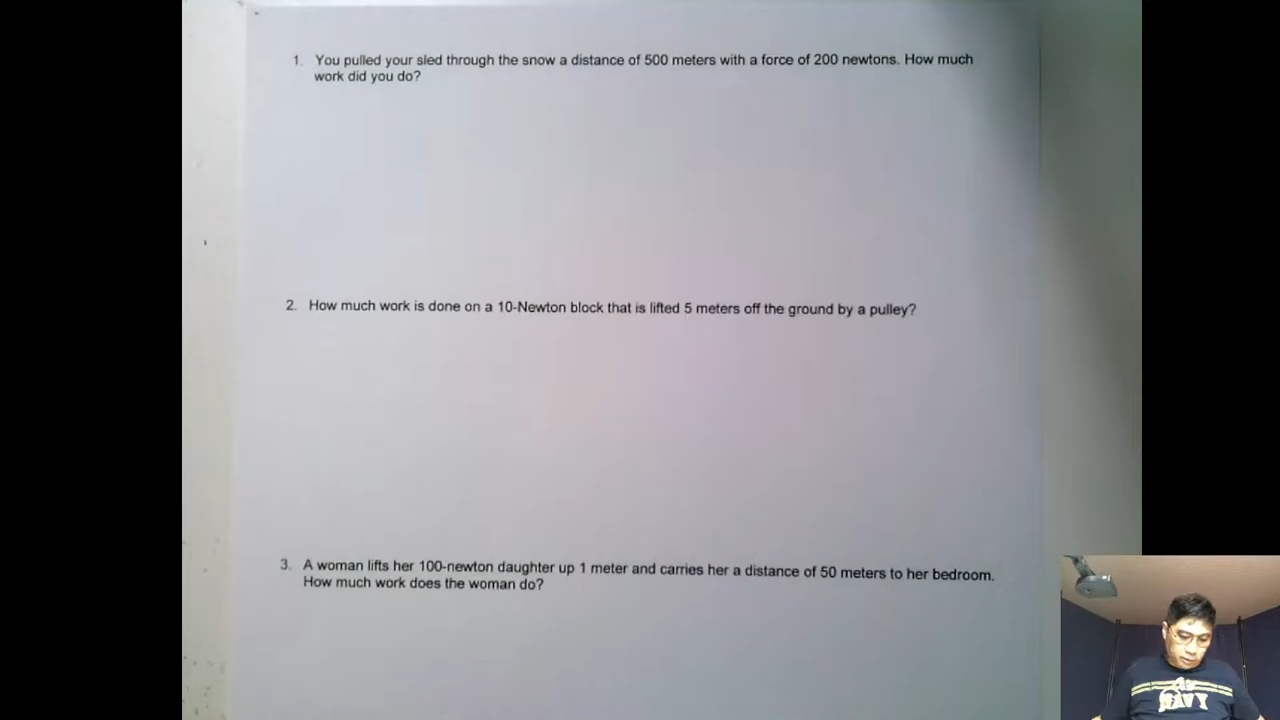 1. You pulled your sled through the snow a distance of 500 meters with a force of 200 newtons. How much
work did you do?
2. How much work is done on a 10-Newton block that is lifted 5 meters off the ground by a pulley?
3. A woman lifts her 100-newton daughter up 1 meter and carries her a distance of 50 meters to her bedroom.
How much work does the woman do?
NAVY